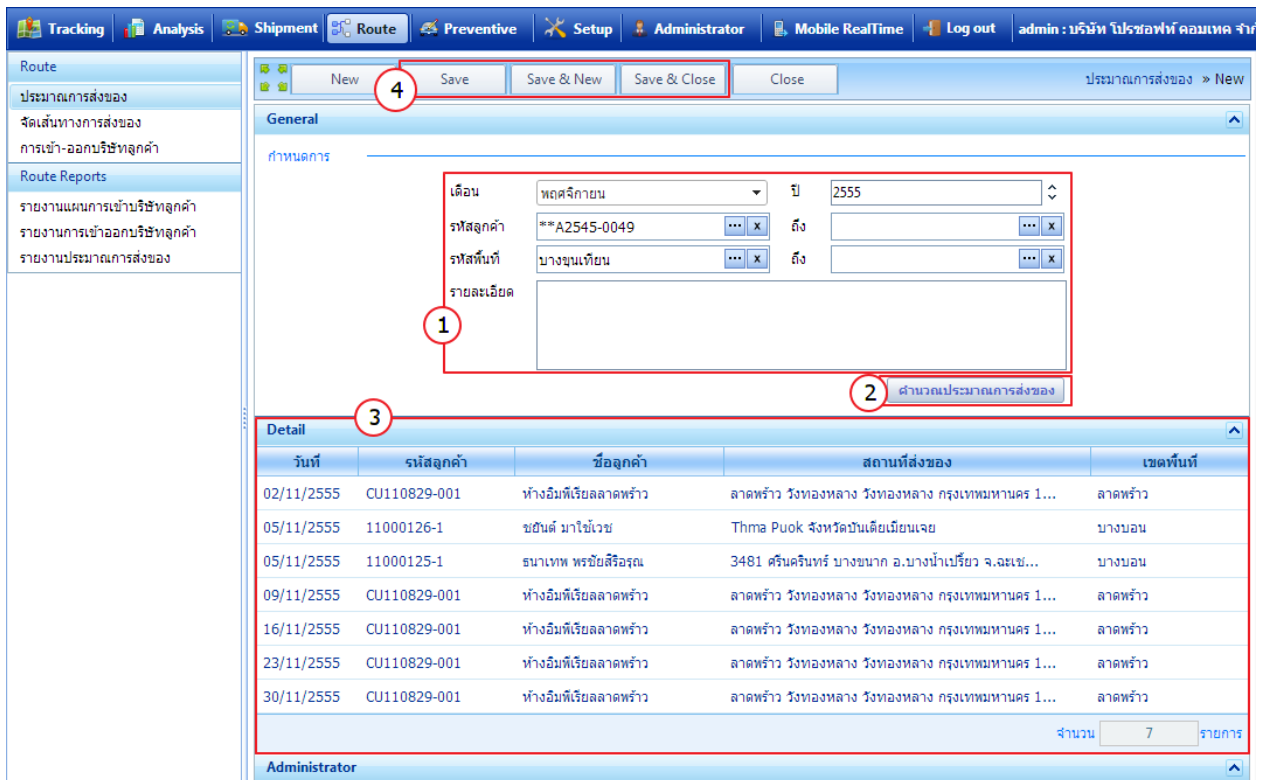 Tracking Analysis Shipment Route Preventive Setup Administrator Mobile RealTime Log out admin : บริษัท โปรซอฟท์ คอมเทค
Route
ประมาณการส่งของ
จัดเส้นทางการส่งของ
การเข้า-ออกบริษัทลูกค้า
Route Reports
รายงานแผนการเข้าบริษัทลูกค้า
รายงานการเข้าออกบริษัทลูกค้า
รายงานประมาณการส่งของ
New 4 Save Save & New Save & Close Close ประมาณการส่งของ » New
General
กำหนดการ
เดือน พฤศจิกายน ปี 2555
รหัสลูกค้า **A2545-0049 ... x ถึง ... x
รหัสพื้นที่ บางขุนเทียน ... x ถึง ... x
รายละเอียด
1
2 คำนวณประมาณการส่งของ
3
Detail
วันที่ รหัสลูกค้า ชื่อลูกค้า สถานที่ส่งของ เขตพื้นที่
02/11/2555 CU110829-001 ห้างอิมพีเรียลลาดพร้าว ลาดพร้าว วังทองหลาง วังทองหลาง กรุงเทพมหานคร 1... ลาดพร้าว
05/11/2555 11000126-1 ชยันต์ มาใช้เวช Thma Puok จังหวัดบันเตียเมียนเจย บางบอน
05/11/2555 11000125-1 ธนาเทพ พรชัยสิริอรุณ 3481 ศรีนครินทร์ บางขนาก อ.บางน้ำเปรี้ยว จ.ฉะเช... บางบอน
09/11/2555 CU110829-001 ห้างอิมพีเรียลลาดพร้าว ลาดพร้าว วังทองหลาง วังทองหลาง กรุงเทพมหานคร 1... ลาดพร้าว
16/11/2555 CU110829-001 ห้างอิมพีเรียลลาดพร้าว ลาดพร้าว วังทองหลาง วังทองหลาง กรุงเทพมหานคร 1... ลาดพร้าว
23/11/2555 CU110829-001 ห้างอิมพีเรียลลาดพร้าว ลาดพร้าว วังทองหลาง วังทองหลาง กรุงเทพมหานคร 1... ลาดพร้าว
30/11/2555 CU110829-001 ห้างอิมพีเรียลลาดพร้าว ลาดพร้าว วังทองหลาง วังทองหลาง กรุงเทพมหานคร 1... ลาดพร้าว
จำนวน 7 รายการ
Administrator